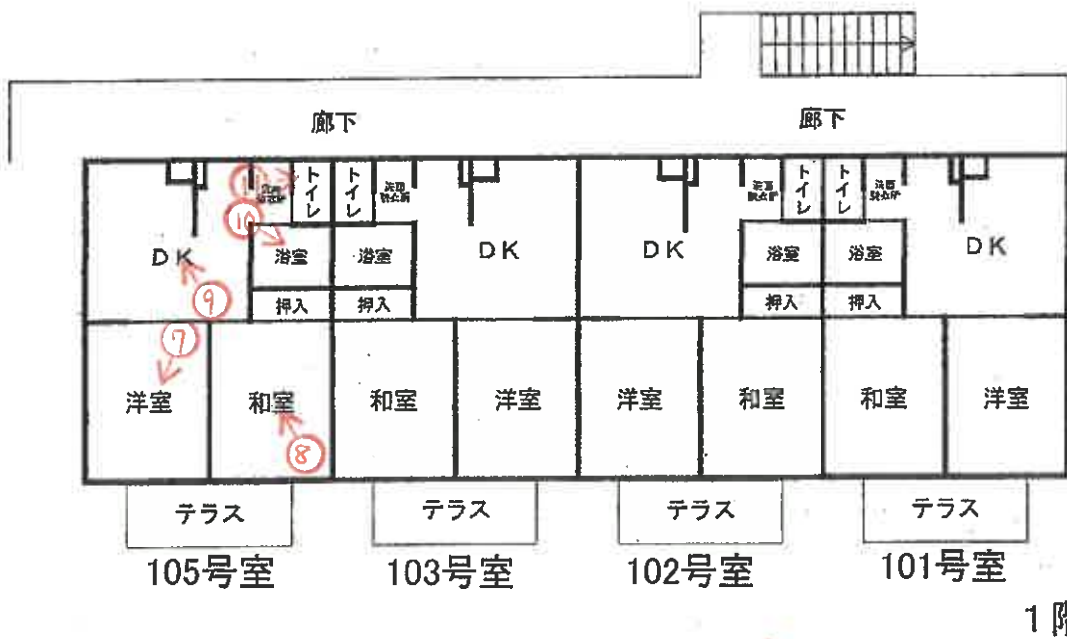 廊下 廊下
トイレ トイレ 洗面脱衣所 洗面脱衣所 トイレ トイレ 洗面脱衣所
⑩
DK 浴室 浴室 DK DK 浴室 浴室 DK
⑨
押入 押入 押入 押入
⑦
洋室 和室 和室 洋室 洋室 和室 和室 洋室
⑧
テラス テラス テラス テラス
105号室 103号室 102号室 101号室
1階